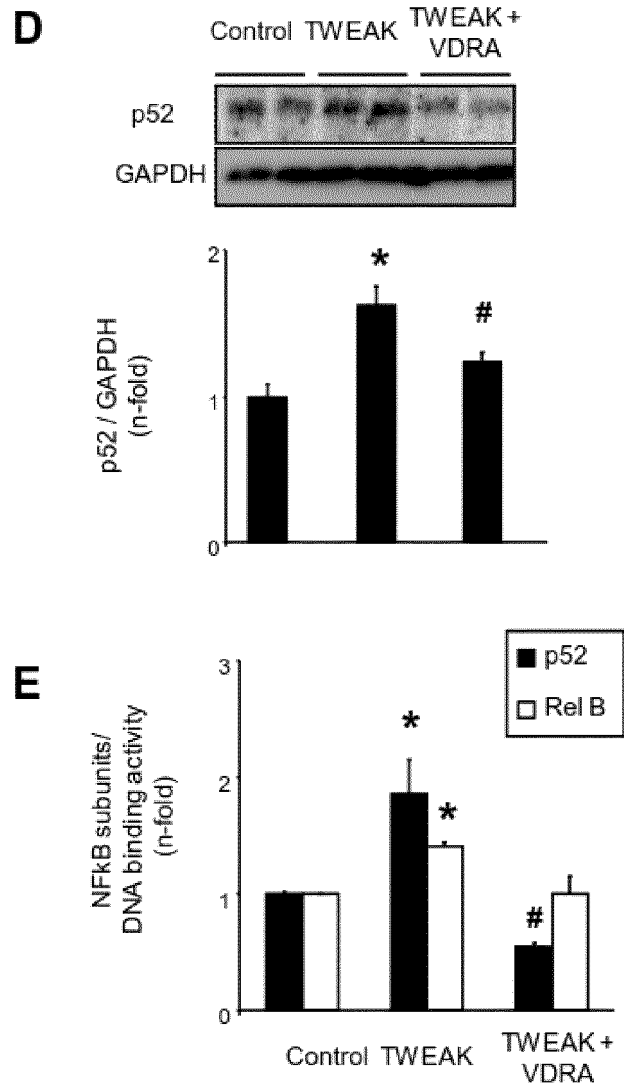 D
Control TWEAK TWEAK + VDRA
p52
GAPDH
2
*
#
p52 / GAPDH
(n-fold)
1
0
E
p52
Rel B
3
*
NFkB subunits/
DNA binding activity
(n-fold)
2
*
1
#
0
Control TWEAK TWEAK + VDRA